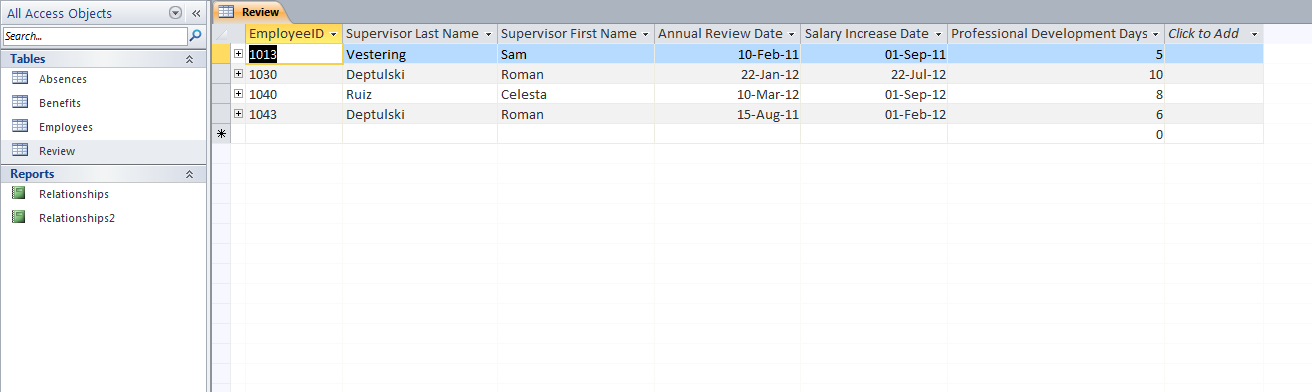 All Access Objects
Search...
Tables
Absences
Benefits
Employees
Review
Reports
Relationships
Relationships2
Review
EmployeeID Supervisor Last Name Supervisor First Name Annual Review Date Salary Increase Date Professional Development Days Click to Add
1013 Vestering Sam 10-Feb-11 01-Sep-11 5
1030 Deptulski Roman 22-Jan-12 22-Jul-12 10
1040 Ruiz Celesta 10-Mar-12 01-Sep-12 8
1043 Deptulski Roman 15-Aug-11 01-Feb-12 6
0